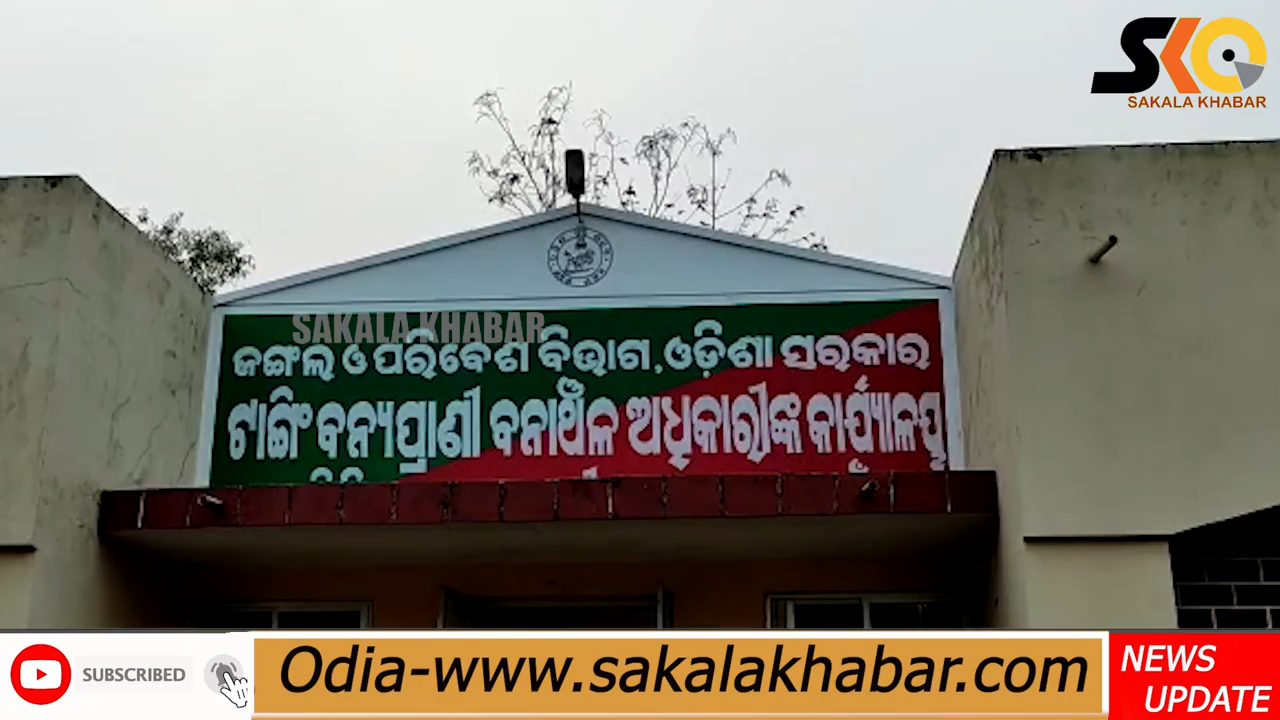 SKQ
SAKALA KHABAR
SAKALA KHABAR
ଜଙ୍ଗଲ ଓ ପରିବେଶ ବିଭାଗ, ଓଡ଼ିଶା ସରକାର
ଟାଙ୍ଗି ବନ୍ୟପ୍ରାଣୀ ବନାଞ୍ଚଳ ଅଧିକାରୀଙ୍କ କାର୍ଯ୍ୟାଳୟ
SUBSCRIBED
Odia-www.sakalakhabar.com
NEWS
UPDATE